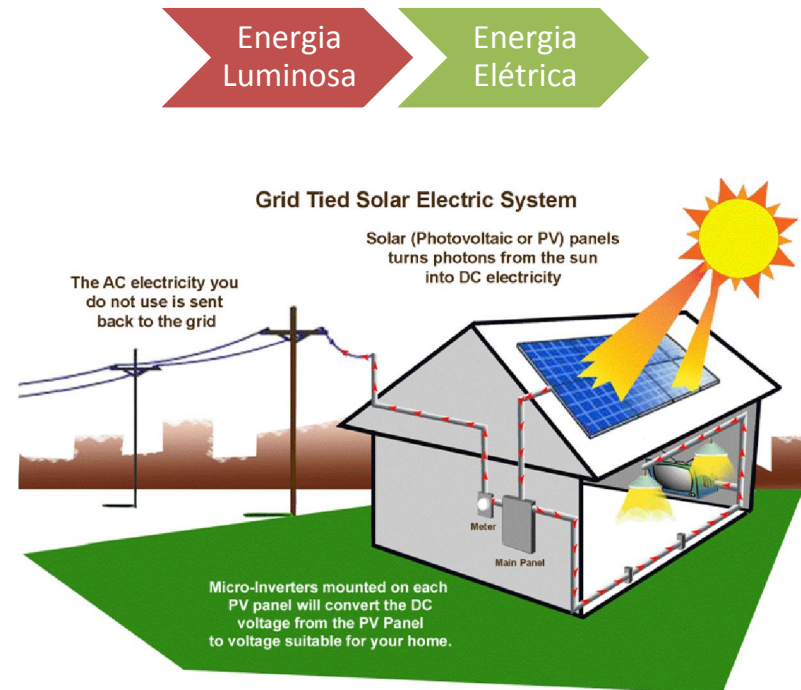 Energia
Luminosa
Energia
Elétrica
Grid Tied Solar Electric System
Solar (Photovoltaic or PV) panels
turns photons from the sun
into DC electricity
The AC electricity you
do not use is sent
back to the grid
Meter
Main Panel
Micro-Inverters mounted on each
PV panel will convert the DC
voltage from the PV Panel
to voltage suitable for your home.